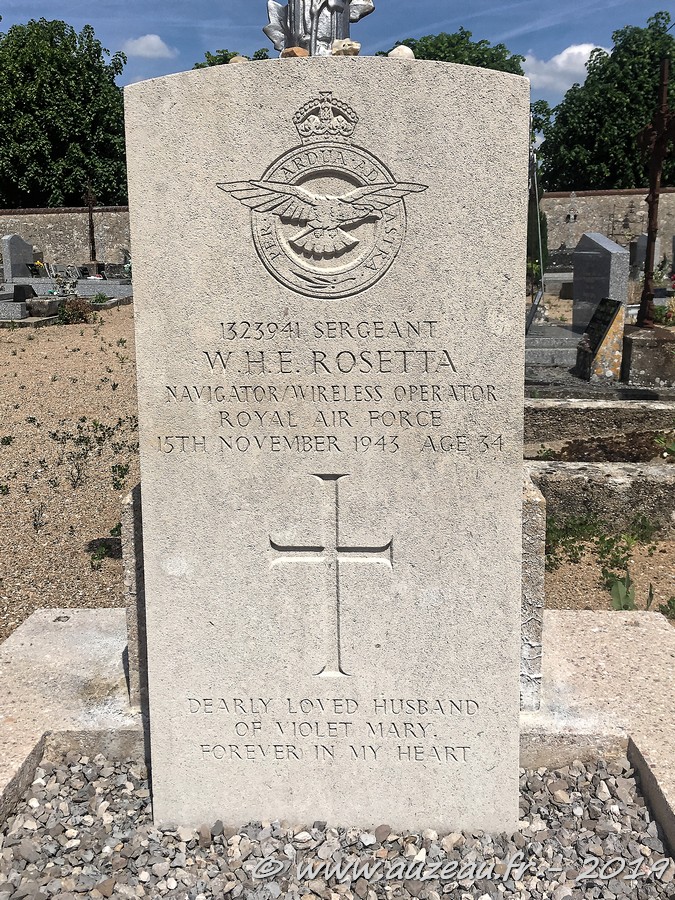 PER ARDUA AD ASTRA
1323941 SERGEANT
W.H.E. ROSETTA
NAVIGATOR/WIRELESS OPERATOR
ROYAL AIR FORCE
15TH NOVEMBER 1943 AGE 34
DEARLY LOVED HUSBAND
OF VIOLET MARY.
FOREVER IN MY HEART
© www.auzeau.fr - 2019